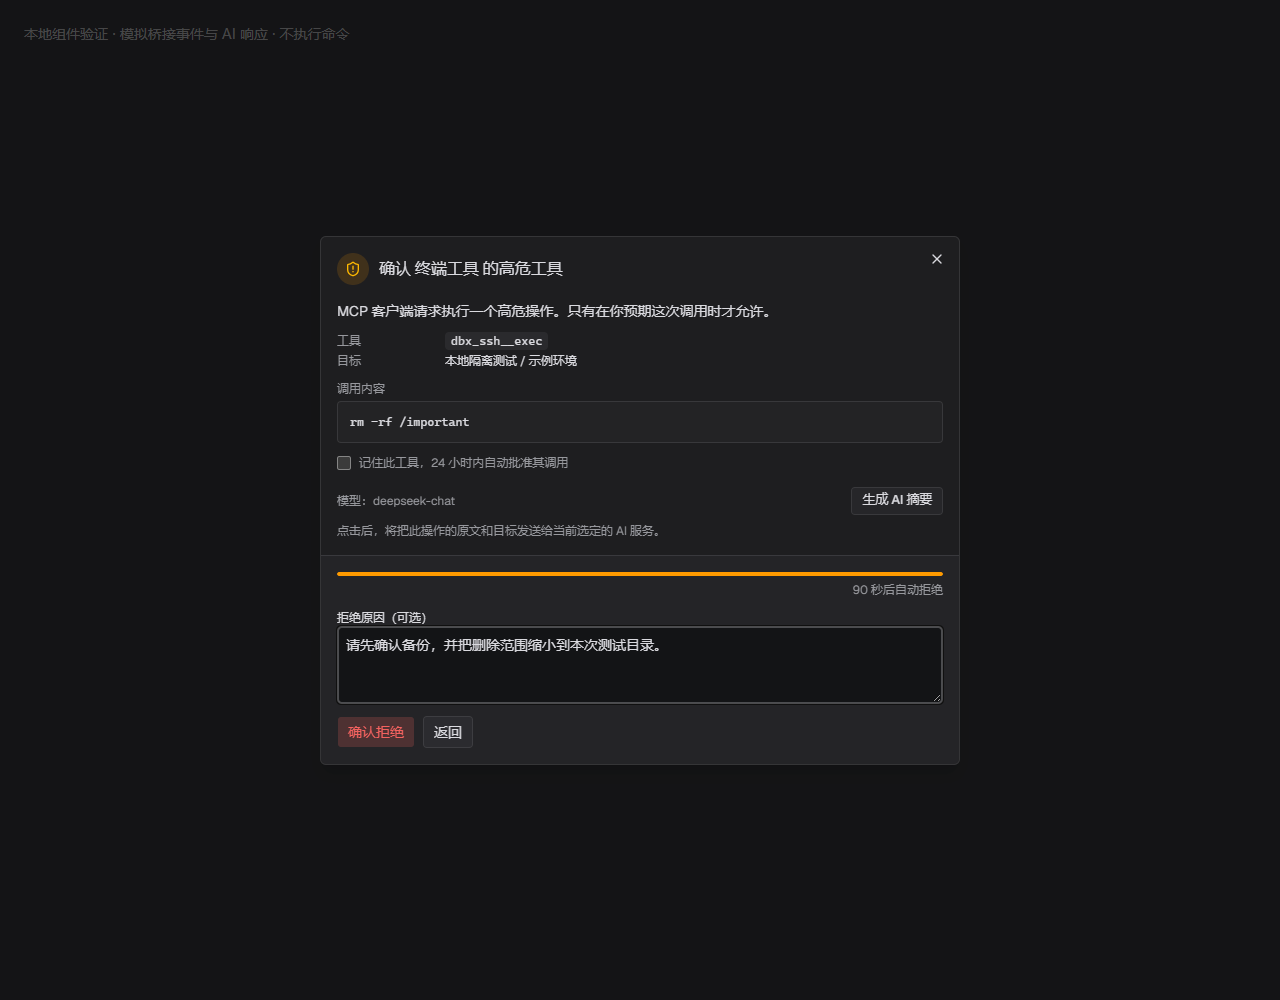 本地组件验证 · 模拟桥接事件与 AI 响应 · 不执行命令
确认 终端工具 的高危工具
MCP 客户端请求执行一个高危操作。只有在你预期这次调用时才允许。
工具 dbx_ssh__exec
目标 本地隔离测试 / 示例环境
调用内容
rm -rf /important
记住此工具，24 小时内自动批准其调用
模型：deepseek-chat 生成 AI 摘要
点击后，将把此操作的原文和目标发送给当前选定的 AI 服务。
90 秒后自动拒绝
拒绝原因（可选）
请先确认备份，并把删除范围缩小到本次测试目录。
确认拒绝 返回